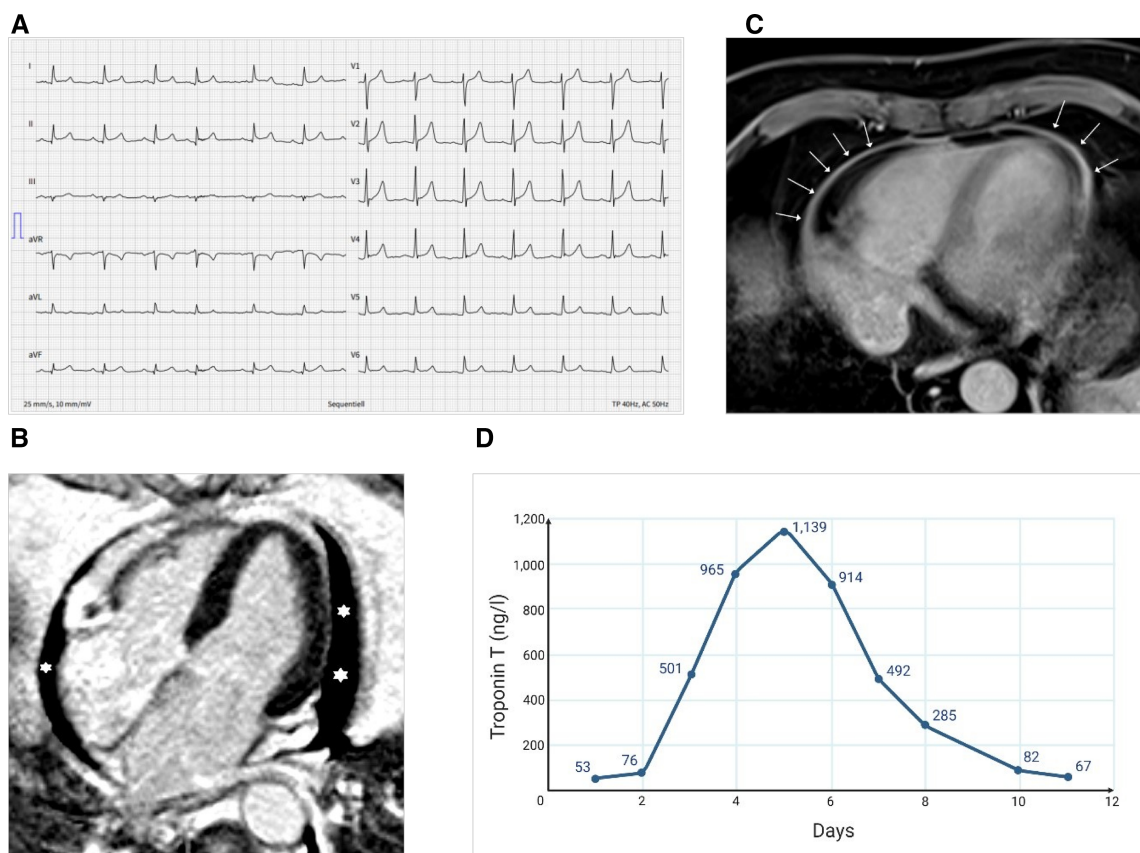 A
I
II
III
aVR
aVL
aVF
V1
V2
V3
V4
V5
V6
25 mm/s, 10 mm/mV
Sequentiell
TP 40Hz, AC 50Hz
C
B
D
Troponin T (ng/l)
1,200
1,000
800
600
400
200
0
2
4
6
8
10
12
53
76
501
965
1,139
914
492
285
82
67
Days